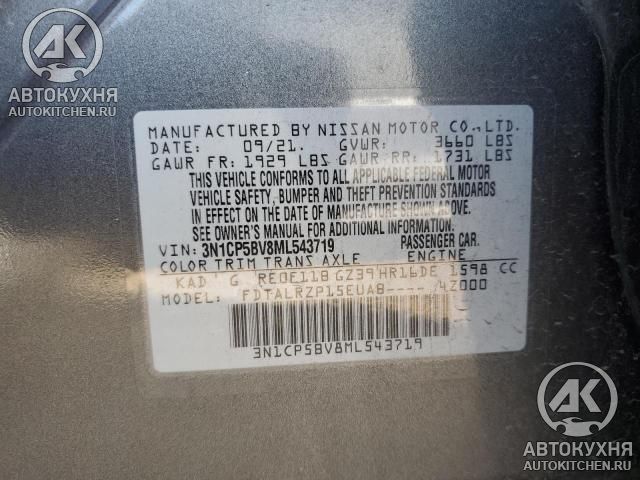 AK
АВТОКУХНЯ
AUTOKITCHEN.RU
MANUFACTURED BY NISSAN MOTOR CO.,LTD.
DATE: 09/21. GVWR: 3660 LBS
GAWR FR: 1929 LBS GAWR RR: 1731 LBS
THIS VEHICLE CONFORMS TO ALL APPLICABLE FEDERAL MOTOR
VEHICLE SAFETY, BUMPER AND THEFT PREVENTION STANDARDS
IN EFFECT ON THE DATE OF MANUFACTURE SHOWN ABOVE.
SEE OWNER'S MANUAL FOR ADDITIONAL INFORMATION.
VIN: 3N1CP5BV8ML543719 PASSENGER CAR
COLOR TRIM TRANS AXLE
KAD G RE0F11B GZ39 HR16DE 1598 CC
MODEL: FDTALRZP15EUAB---- /4Z000
3N1CP5BV8ML543719
AK
АВТОКУХНЯ
AUTOKITCHEN.RU